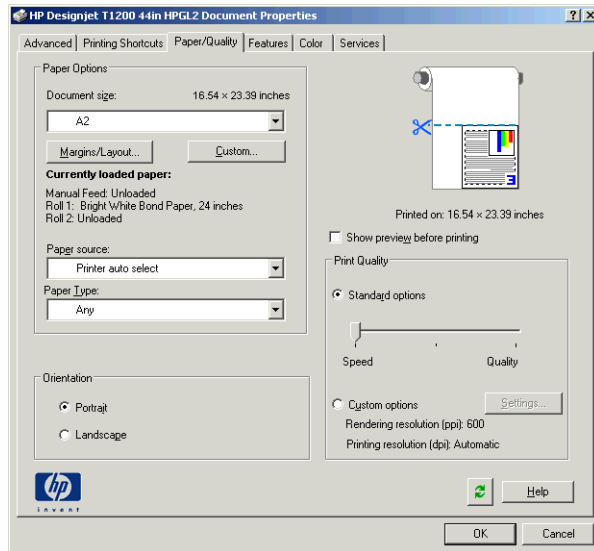 HP Designjet T1200 44in HPGL2 Document Properties
Advanced Printing Shortcuts Paper/Quality Features Color Services
Paper Options
Document size: 16.54 × 23.39 inches
A2
Margins/Layout... Custom...
Currently loaded paper:
Manual Feed: Unloaded
Roll 1: Bright White Bond Paper, 24 inches
Roll 2: Unloaded
Paper source:
Printer auto select
Paper Type:
Any
Orientation
Portrait
Landscape
hp
invent
3
Printed on: 16.54 × 23.39 inches
Show preview before printing
Print Quality
Standard options
Speed Quality
Custom options Settings...
Rendering resolution (ppi): 600
Printing resolution (dpi): Automatic
Help
OK Cancel